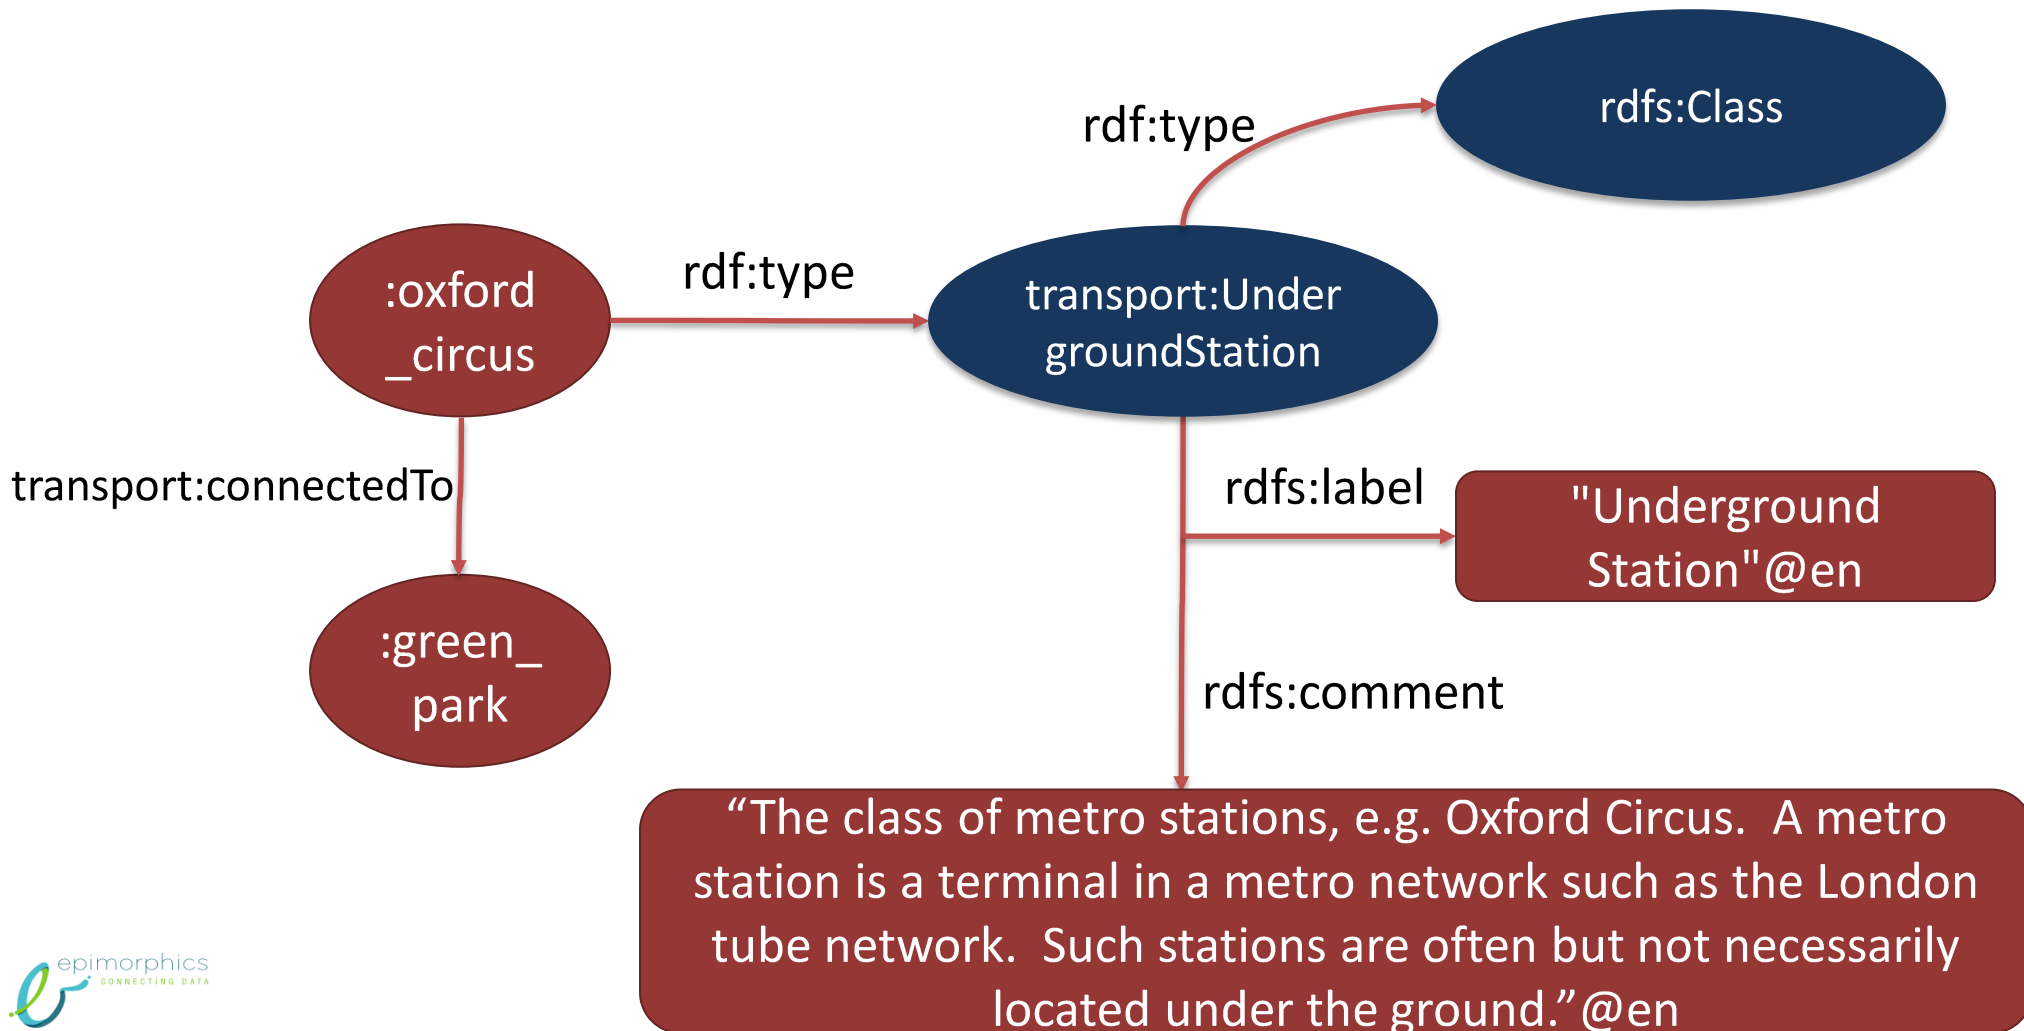 rdfs:Class
rdf:type
:oxford
_circus
rdf:type
transport:Under
groundStation
transport:connectedTo
rdfs:label
"Underground
Station"@en
:green_
park
rdfs:comment
“The class of metro stations, e.g. Oxford Circus.  A metro
station is a terminal in a metro network such as the London
tube network.  Such stations are often but not necessarily
located under the ground.”@en
epimorphics
CONNECTING DATA